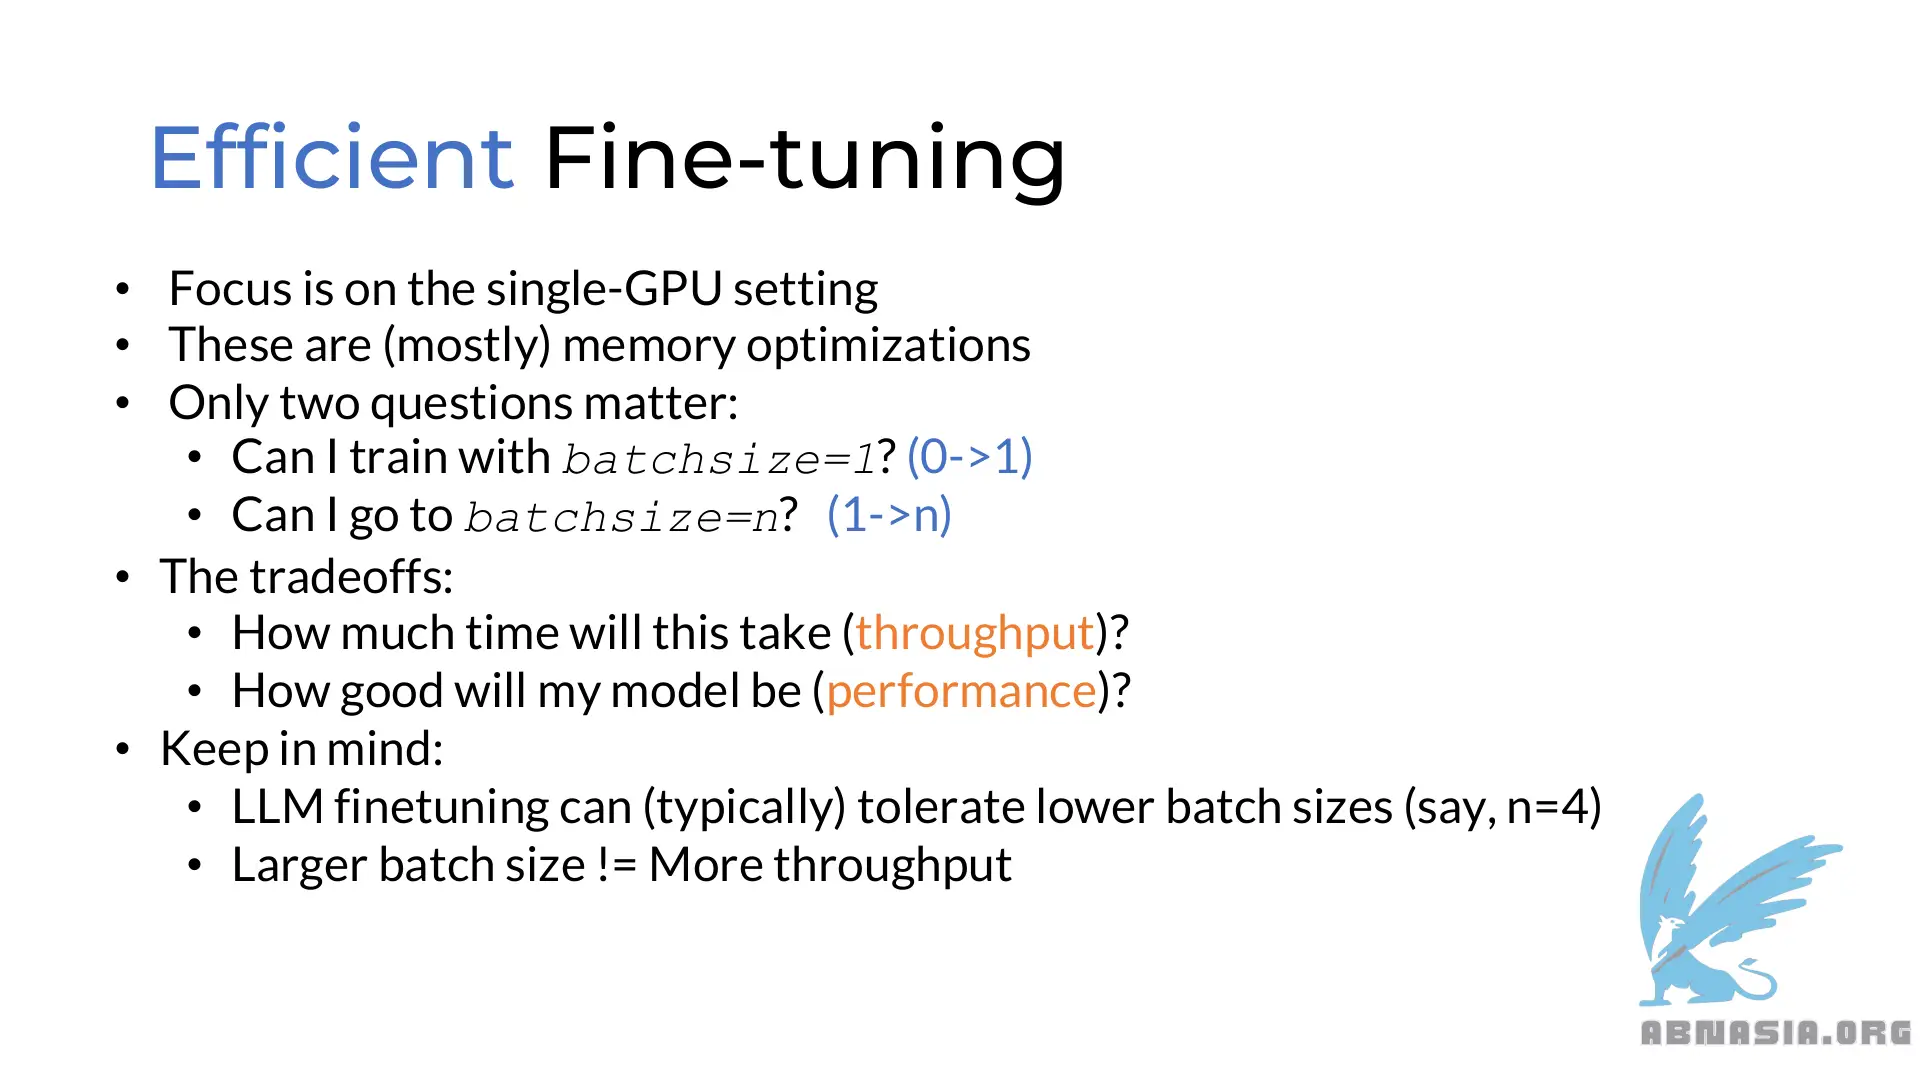 Efficient Fine-tuning
• Focus is on the single-GPU setting
• These are (mostly) memory optimizations
• Only two questions matter:
• Can I train with batchsize=1? (0->1)
• Can I go to batchsize=n? (1->n)
• The tradeoffs:
• How much time will this take (throughput)?
• How good will my model be (performance)?
• Keep in mind:
• LLM finetuning can (typically) tolerate lower batch sizes (say, n=4)
• Larger batch size != More throughput
ABNASIA.ORG